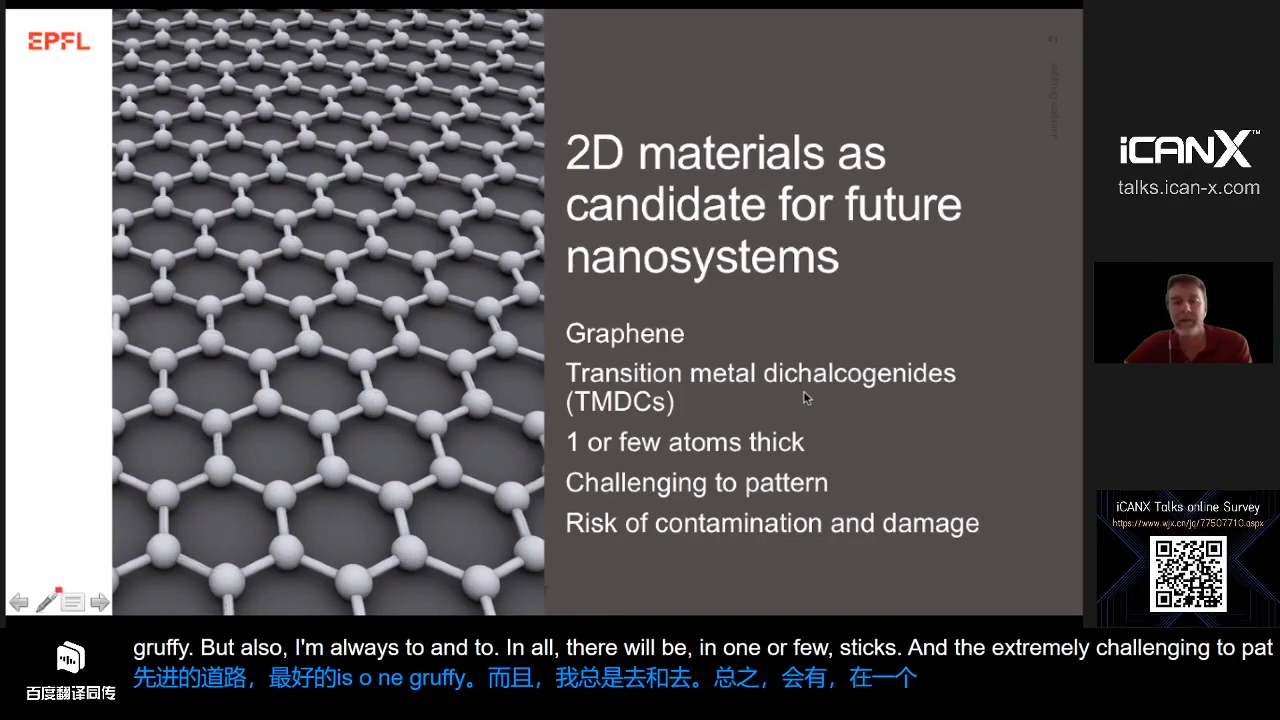 EPFL
2D materials as
candidate for future
nanosystems
Graphene
Transition metal dichalcogenides
(TMDCs)
1 or few atoms thick
Challenging to pattern
Risk of contamination and damage
iCANX™
talks.ican-x.com
iCANX Talks online Survey
https://www.wjx.cn/jq/77507710.aspx
百度翻译同传
gruffy. But also, I'm always to and to. In all, there will be, in one or few, sticks. And the extremely challenging to pat
先进的道路，最好的is o ne gruffy。而且，我总是去和去。总之，会有，在一个